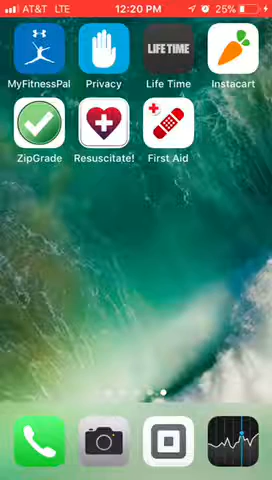 AT&T LTE 12:20 PM 25%
LIFE TIME
MyFitnessPal Privacy Life Time Instacart
ZipGrade Resuscitate! First Aid